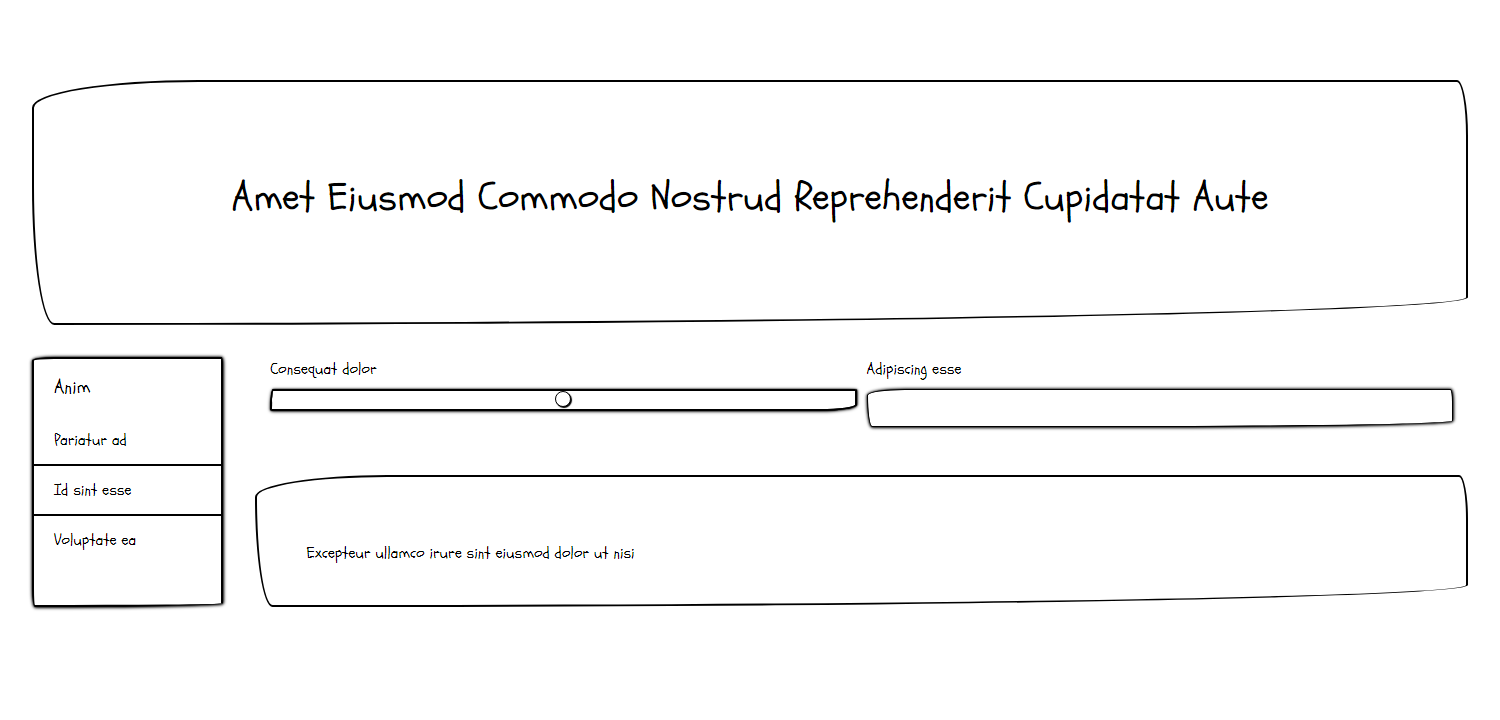 Amet Eiusmod Commodo Nostrud Reprehenderit Cupidatat Aute
Anim
Pariatur ad
Id sint esse
Voluptate ea
Consequat dolor
Adipiscing esse
Excepteur ullamco irure sint eiusmod dolor ut nisi